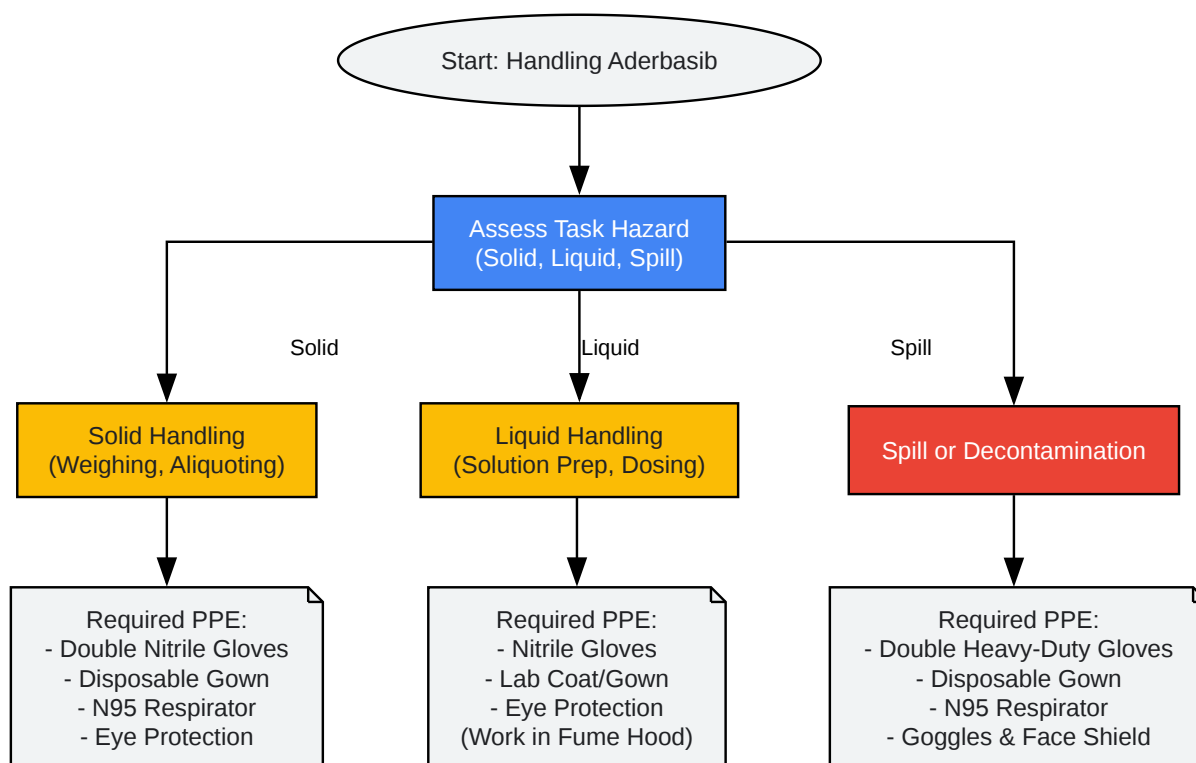 Start: Handling Aderbasib
Assess Task Hazard
(Solid, Liquid, Spill)
Solid
Liquid
Spill
Solid Handling
(Weighing, Aliquoting)
Liquid Handling
(Solution Prep, Dosing)
Spill or Decontamination
Required PPE:
- Double Nitrile Gloves
- Disposable Gown
- N95 Respirator
- Eye Protection
Required PPE:
- Nitrile Gloves
- Lab Coat/Gown
- Eye Protection
(Work in Fume Hood)
Required PPE:
- Double Heavy-Duty Gloves
- Disposable Gown
- N95 Respirator
- Goggles & Face Shield